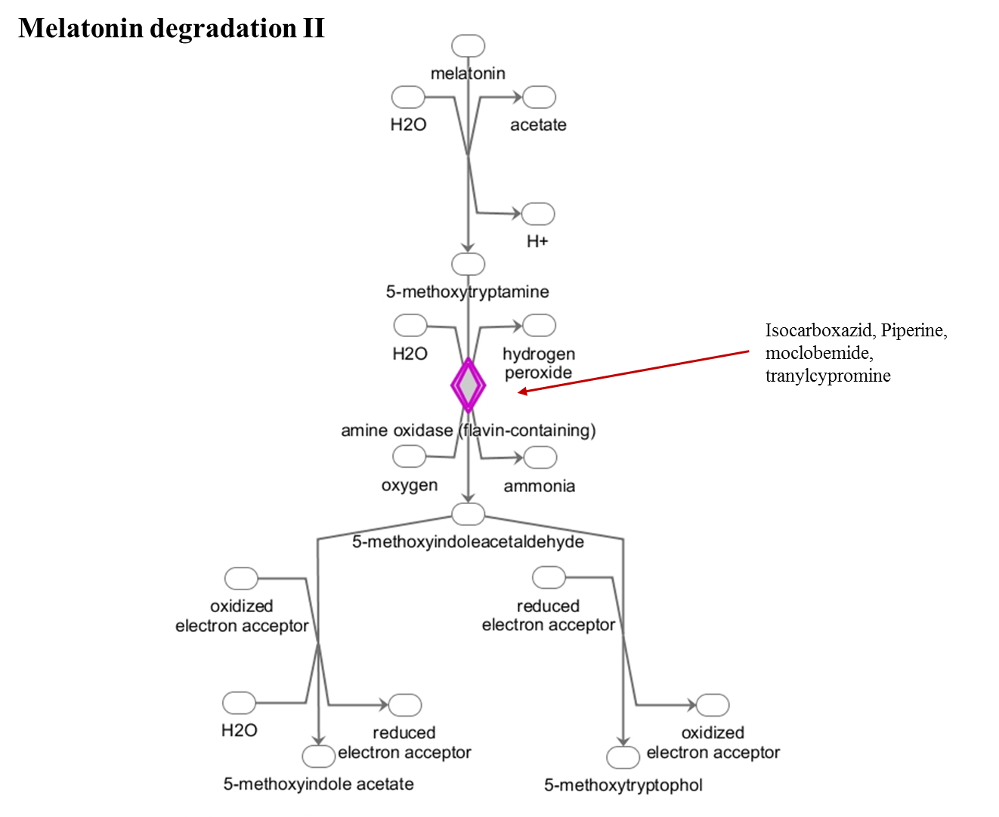 Melatonin degradation II
melatonin
H2O
acetate
H+
5-methoxytryptamine
H2O
hydrogen
peroxide
Isocarboxazid, Piperine,
moclobemide,
tranylcypromine
amine oxidase (flavin-containing)
oxygen
ammonia
5-methoxyindoleacetaldehyde
oxidized
electron acceptor
reduced
electron acceptor
H2O
reduced
electron acceptor
oxidized
electron acceptor
5-methoxyindole acetate
5-methoxytryptophol